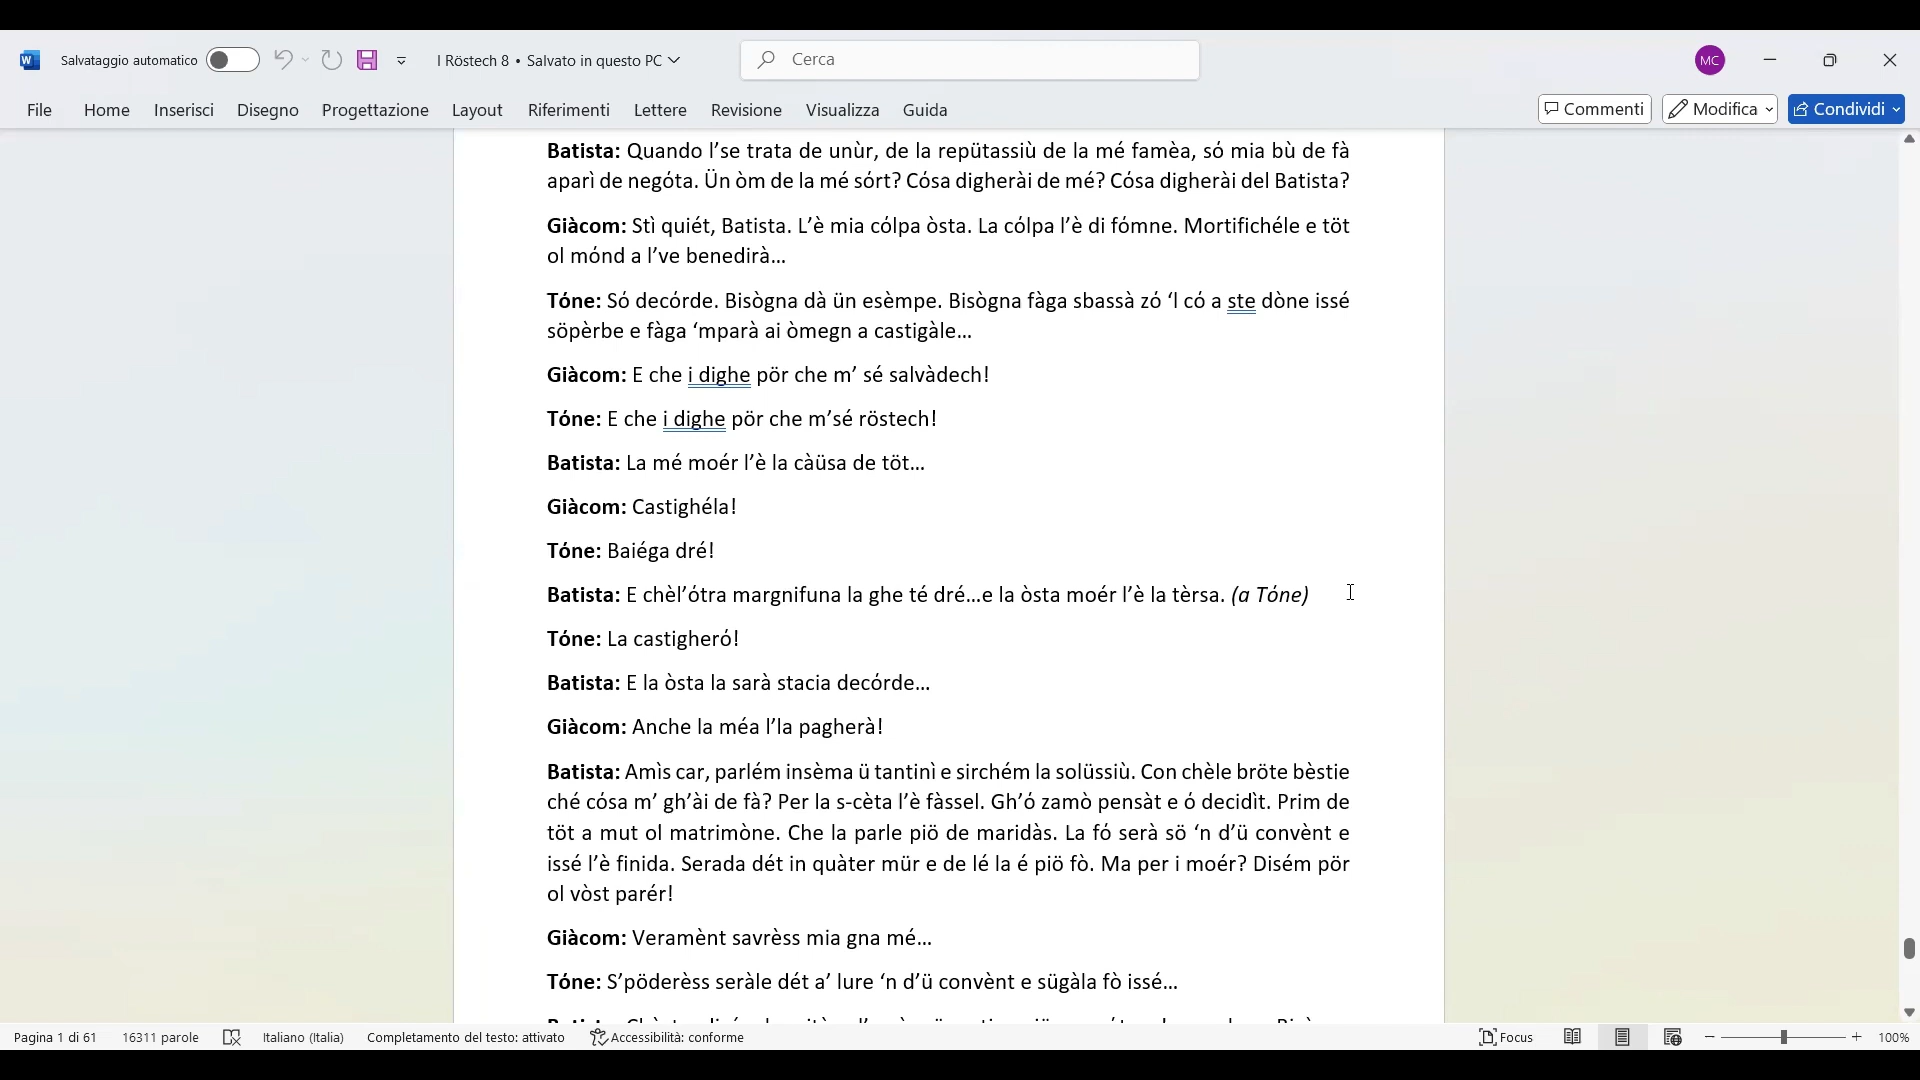 Salvataggio automatico
I Röstech 8 • Salvato in questo PC
Cerca
MC
File Home Inserisci Disegno Progettazione Layout Riferimenti Lettere Revisione Visualizza Guida
Commenti Modifica Condividi
Batista: Quando l’se trata de unùr, de la repütassiù de la mé famèa, só mia bù de fà
aparì de negóta. Ün òm de la mé sórt? Cósa digherài de mé? Cósa digherài del Batista?
Giàcom: Stì quiét, Batista. L’è mia cólpa òsta. La cólpa l’è di fómne. Mortifichéle e töt
ol mónd a l’ve benedirà…
Tóne: Só decórde. Bisògna dà ün esèmpe. Bisògna fàga sbassà zó ‘l có a ste dòne issé
söpèrbe e fàga ‘mparà ai òmegn a castigàle…
Giàcom: E che i dighe pör che m’ sé salvàdech!
Tóne: E che i dighe pör che m’sé röstech!
Batista: La mé moér l’è la càüsa de töt…
Giàcom: Castighéla!
Tóne: Baiéga dré!
Batista: E chèl’ótra margnifuna la ghe té dré…e la òsta moér l’è la tèrsa. (a Tóne)
Tóne: La castigheró!
Batista: E la òsta la sarà stacia decórde…
Giàcom: Anche la méa l’la pagherà!
Batista: Amìs car, parlém insèma ü tantinì e sirchém la solüssiù. Con chèle bröte bèstie
ché cósa m’ gh’ài de fà? Per la s-cèta l’è fàssel. Gh’ó zamò pensàt e ó decidìt. Prim de
töt a mut ol matrimòne. Che la parle piö de maridàs. La fó serà sö ‘n d’ü convènt e
issé l’è finida. Serada dét in quàter mür e de lé la é piö fò. Ma per i moér? Disém pör
ol vòst parér!
Giàcom: Veramènt savrèss mia gna mé…
Tóne: S’pöderèss seràle dét a’ lure ‘n d’ü convènt e sügàla fò issé…
Pagina 1 di 61 16311 parole Italiano (Italia) Completamento del testo: attivato Accessibilità: conforme Focus 100%